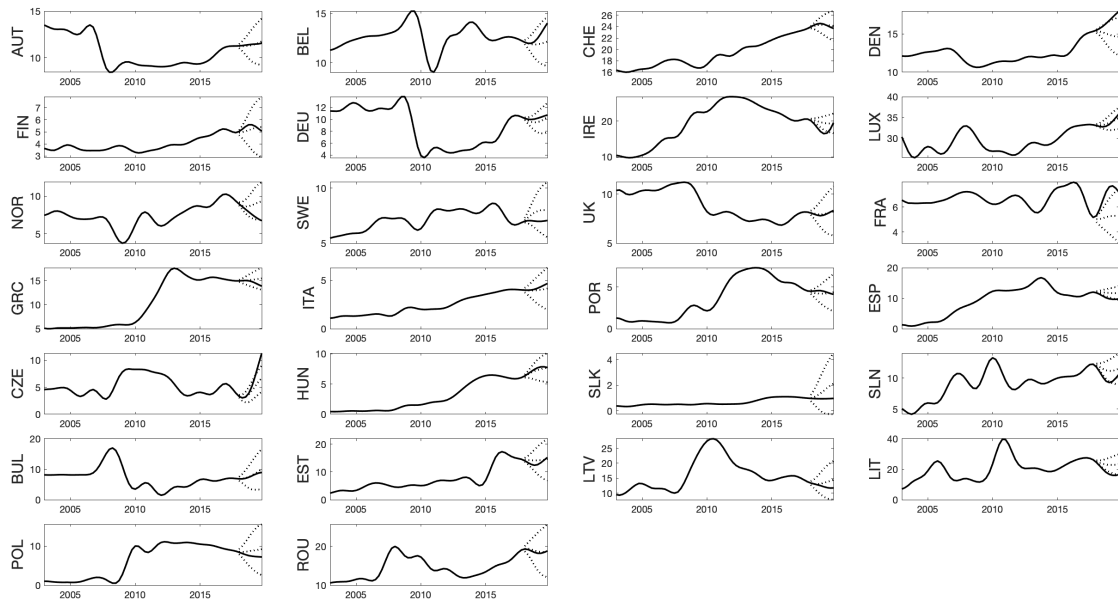 AUT 15 10 2005 2010 2015
BEL 15 10 2005 2010 2015
CHE 26 24 22 20 18 16 2005 2010 2015
DEN 15 10 2005 2010 2015
FIN 7 6 5 4 3 2005 2010 2015
DEU 14 12 10 8 6 4 2005 2010 2015
IRE 20 10 2005 2010 2015
LUX 40 35 30 2005 2010 2015
NOR 10 5 2005 2010 2015
SWE 10 5 2005 2010 2015
UK 10 5 2005 2010 2015
FRA 6 4 2005 2010 2015
GRC 15 10 5 2005 2010 2015
ITA 5 0 2005 2010 2015
POR 5 0 2005 2010 2015
ESP 20 10 0 2005 2010 2015
CZE 10 5 0 2005 2010 2015
HUN 10 5 0 2005 2010 2015
SLK 4 2 0 2005 2010 2015
SLN 10 5 2005 2010 2015
BUL 20 10 0 2005 2010 2015
EST 20 15 10 5 0 2005 2010 2015
LTV 25 20 15 10 2005 2010 2015
LIT 40 20 0 2005 2010 2015
POL 10 5 0 2005 2010 2015
ROU 20 10 2005 2010 2015